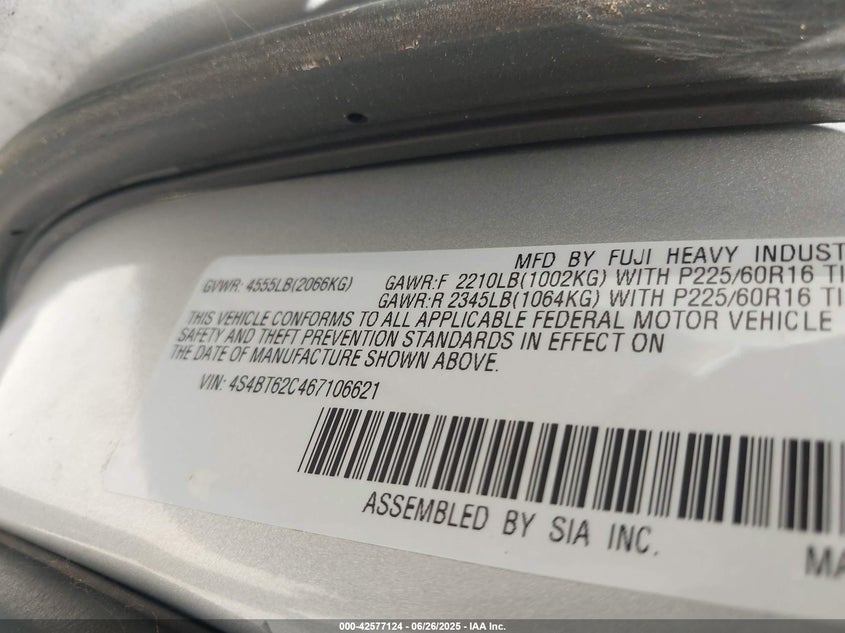 MFD BY FUJI HEAVY INDUST
GVWR: 4555LB(2066KG) GAWR:F 2210LB(1002KG) WITH P225/60R16
GAWR:R 2345LB(1064KG) WITH P225/60R16
THIS VEHICLE CONFORMS TO ALL APPLICABLE FEDERAL MOTOR VEHICLE
SAFETY AND THEFT PREVENTION STANDARDS IN EFFECT ON
THE DATE OF MANUFACTURE SHOWN ABOVE.
VIN: 4S4BT62C467106621
ASSEMBLED BY SIA INC.
000-42577124 | 06/26/2025 - IAA Inc.